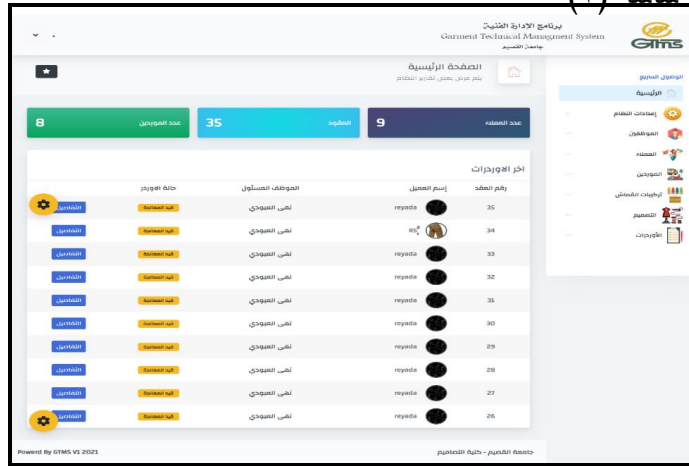 برنامج الإدارة الفنية
Garment Technical Managment System
جامعة القصيم
GTMS
الوصول السريع
الرئيسية
إعدادات النظام
الموظفين
العملاء
الموردين
تركيبات القماش
التصميم
الأوردرات
الصفحة الرئيسية
يتم عرض بعض تقارير النظام
عدد العملاء 9
العقود 35
عدد الموردين 8
اخر الاوردرات
رقم العقد إسم العميل الموظف المسئول حالة الاوردر
35 reyada نهى العبودي قيد المعالجة التفاصيل
34 نهى العبودي قيد المعالجة التفاصيل
33 reyada نهى العبودي قيد المعالجة التفاصيل
32 reyada نهى العبودي قيد المعالجة التفاصيل
31 reyada نهى العبودي قيد المعالجة التفاصيل
30 reyada نهى العبودي قيد المعالجة التفاصيل
29 reyada نهى العبودي قيد المعالجة التفاصيل
28 reyada نهى العبودي قيد المعالجة التفاصيل
27 reyada نهى العبودي قيد المعالجة التفاصيل
26 reyada نهى العبودي قيد المعالجة التفاصيل
جامعة القصيم - كلية التصاميم
Powerd By GTMS V1 2021